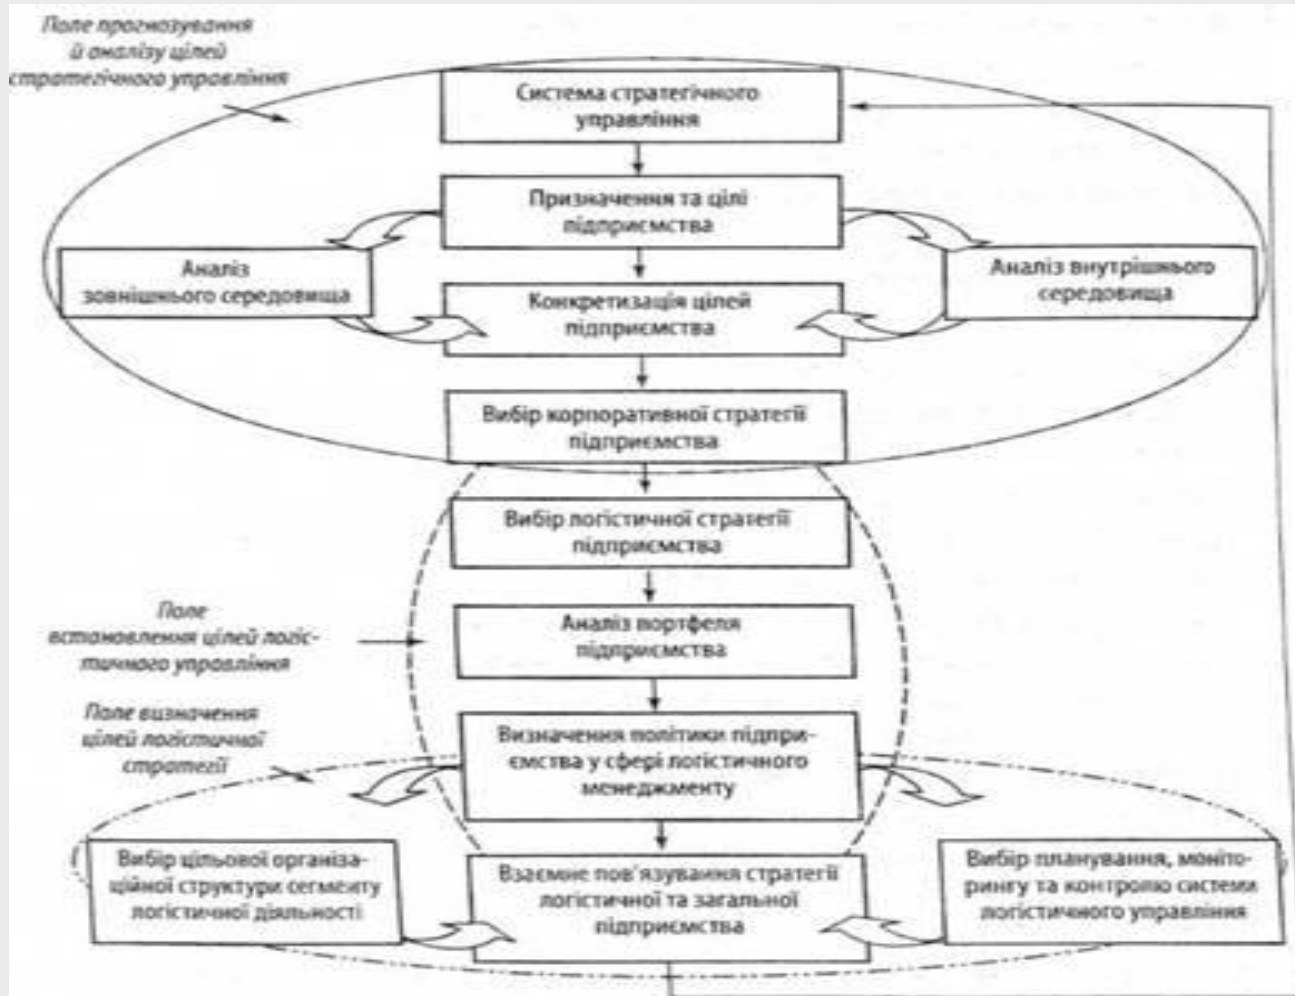 Поле прогнозування
й аналізу цілей
стратегічного управління
Система стратегічного
управління
Призначення та цілі
підприємства
Аналіз
зовнішнього середовища
Аналіз внутрішнього
середовища
Конкретизація цілей
підприємства
Вибір корпоративної стратегії
підприємства
Вибір логістичної стратегії
підприємства
Поле
встановлення цілей логіс-
тичного управління
Аналіз портфеля
підприємства
Поле визначення
цілей логістичної
стратегії
Визначення політики підпри-
ємства у сфері логістичного
менеджменту
Вибір цільової організа-
ційної структури сегменту
логістичної діяльності
Взаємне пов'язування стратегії
логістичної та загальної
підприємства
Вибір планування, моніто-
рингу та контролю системи
логістичного управління